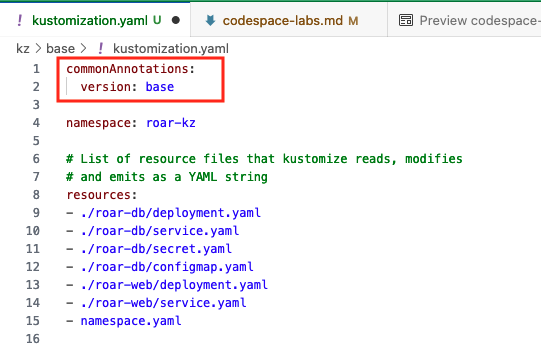 ! kustomization.yaml U ●
codespace-labs.md M
Preview codespace-
kz > base > ! kustomization.yaml
1 commonAnnotations:
2 version: base
3
4 namespace: roar-kz
5
6 # List of resource files that kustomize reads, modifies
7 # and emits as a YAML string
8 resources:
9 - ./roar-db/deployment.yaml
10 - ./roar-db/service.yaml
11 - ./roar-db/secret.yaml
12 - ./roar-db/configmap.yaml
13 - ./roar-web/deployment.yaml
14 - ./roar-web/service.yaml
15 - namespace.yaml
16